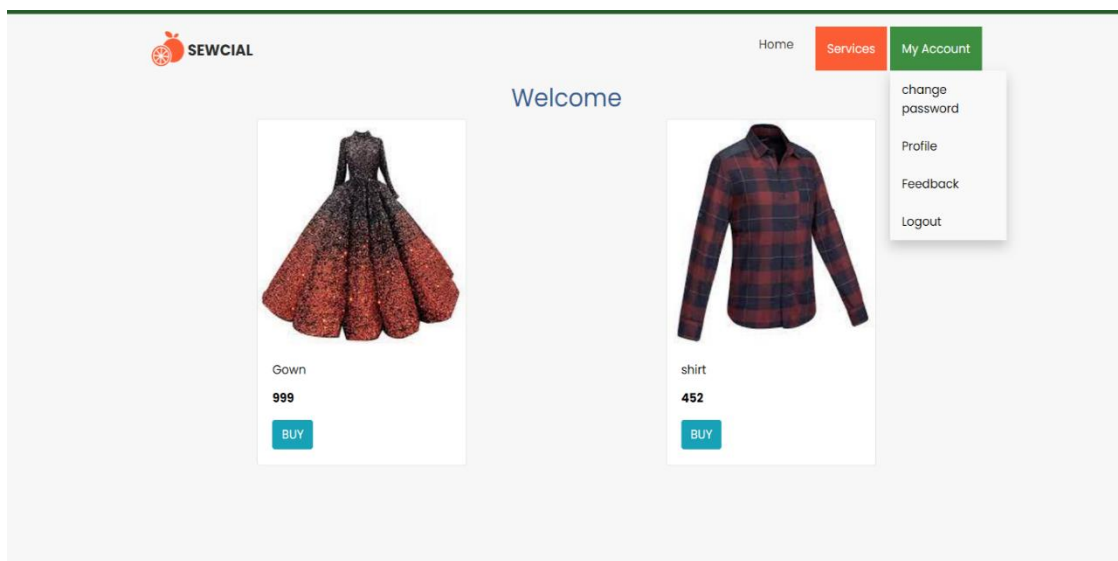 SEWCIAL
Home
Services
My Account
change
password
Profile
Feedback
Logout
Welcome
Gown
999
BUY
shirt
452
BUY